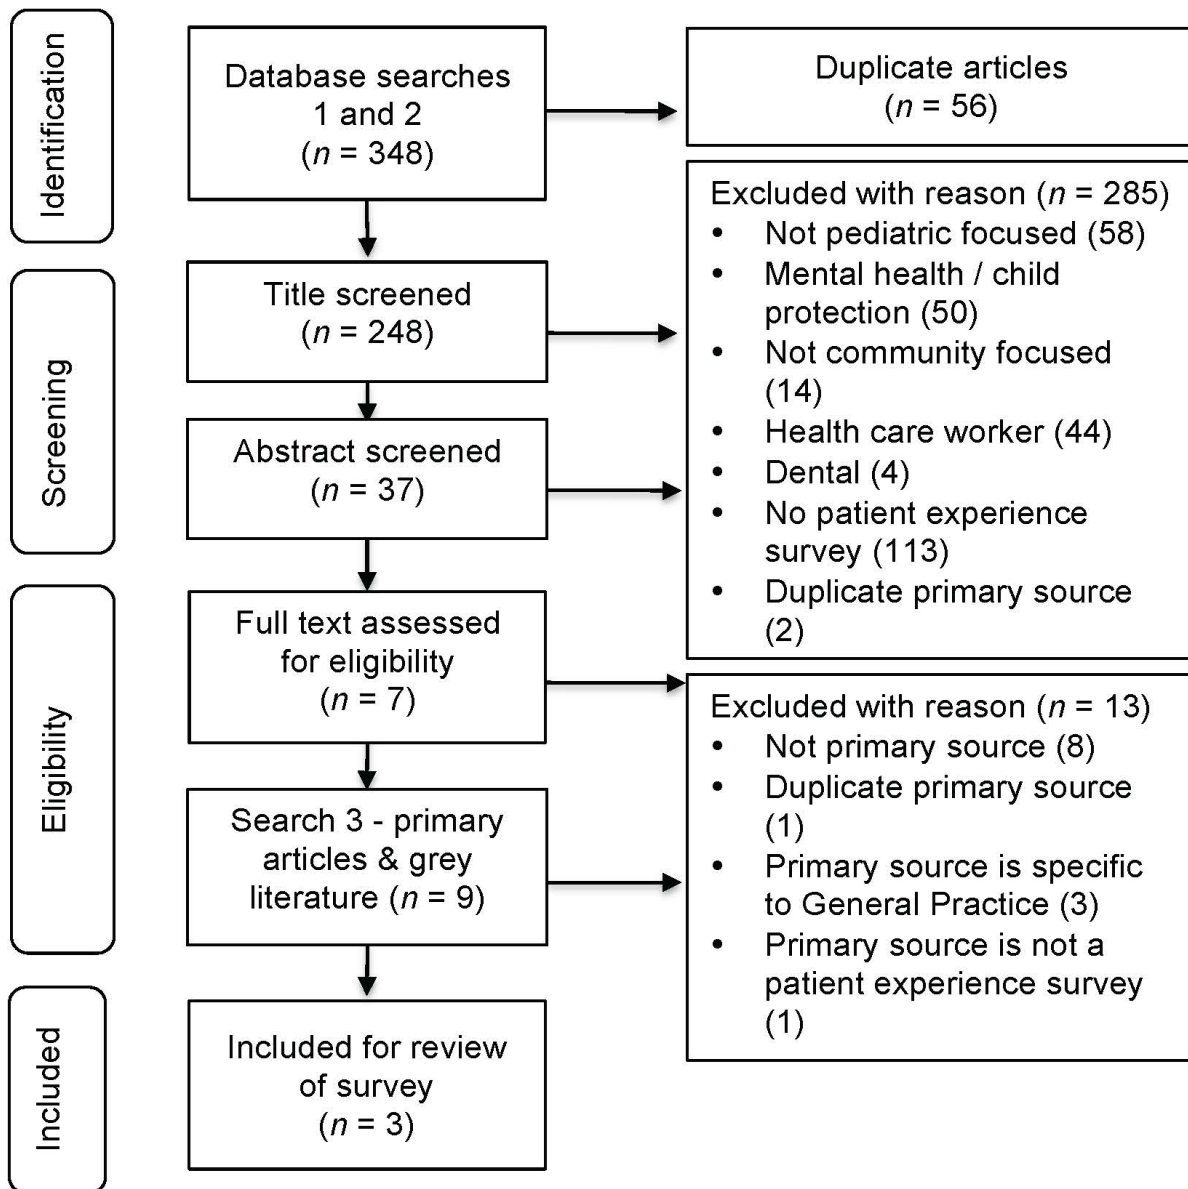 Identification
Database searches
1 and 2
(n = 348)
Duplicate articles
(n = 56)
Screening
Title screened
(n = 248)
Abstract screened
(n = 37)
Excluded with reason (n = 285)
• Not pediatric focused (58)
• Mental health / child
protection (50)
• Not community focused
(14)
• Health care worker (44)
• Dental (4)
• No patient experience
survey (113)
• Duplicate primary source
(2)
Eligibility
Full text assessed
for eligibility
(n = 7)
Search 3 - primary
articles & grey
literature (n = 9)
Excluded with reason (n = 13)
• Not primary source (8)
• Duplicate primary source
(1)
• Primary source is specific
to General Practice (3)
• Primary source is not a
patient experience survey
(1)
Included
Included for review
of survey
(n = 3)